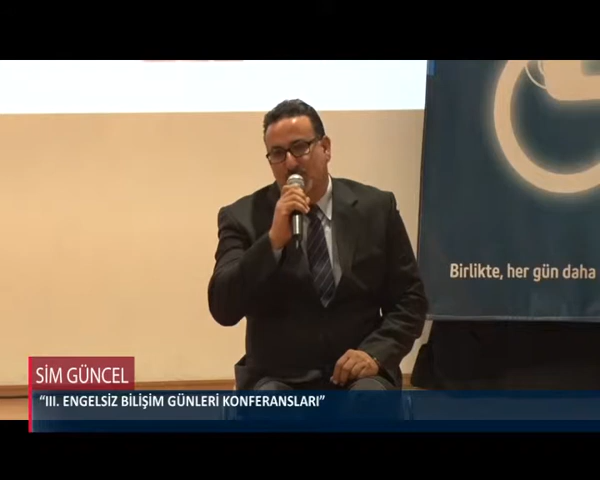 Birlikte, her gün daha
SİM GÜNCEL
“III. ENGELSİZ BİLİŞİM GÜNLERİ KONFERANSLARI”